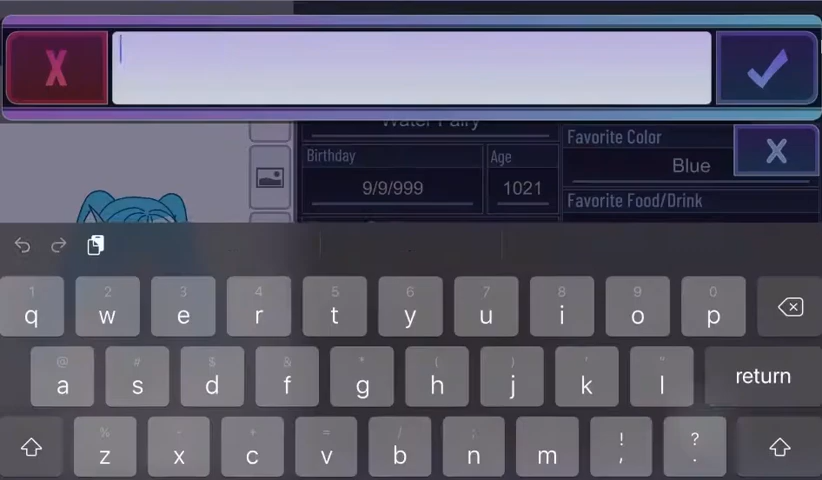 X
Water Fairy
Favorite Color
X
Birthday
Age
Blue
9/9/999
1021
Favorite Food/Drink
1 2 3 4 5 6 7 8 9 0
q w e r t y u i o p
@ # $ & * ( ) ' "
a s d f g h j k l return
% - + = / ; ! ?
z x c v b n m , .